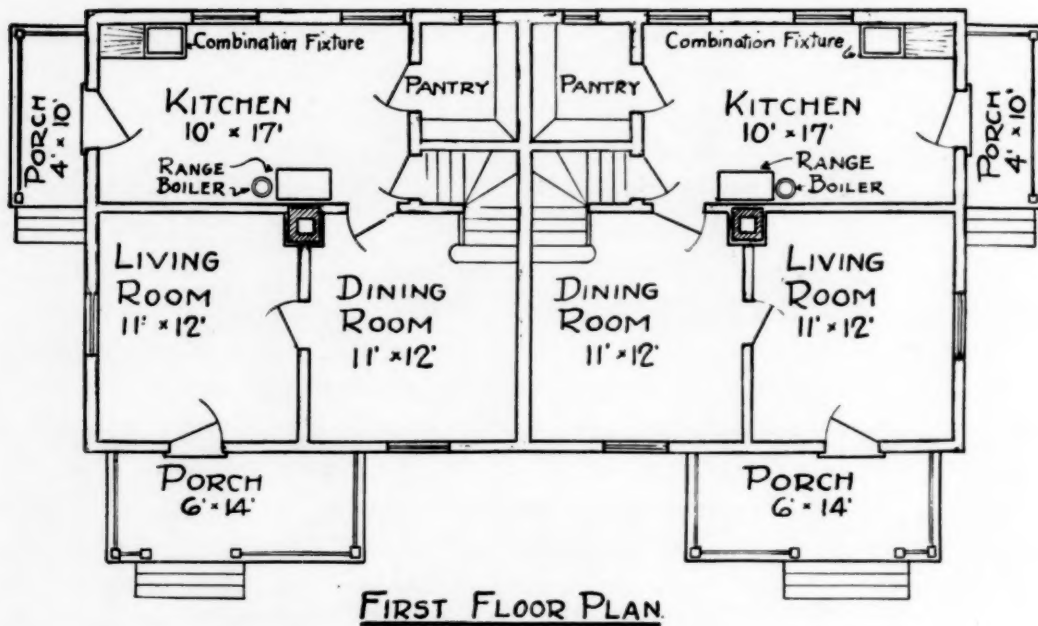 Combination Fixture
Combination Fixture
PANTRY
PANTRY
KITCHEN
10' × 17'
KITCHEN
10' × 17'
PORCH
4' × 10'
PORCH
4' × 10'
RANGE
BOILER
RANGE
BOILER
LIVING
ROOM
11' × 12'
DINING
ROOM
11' × 12'
DINING
ROOM
11' × 12'
LIVING
ROOM
11' × 12'
PORCH
6' × 14'
PORCH
6' × 14'
FIRST FLOOR PLAN.